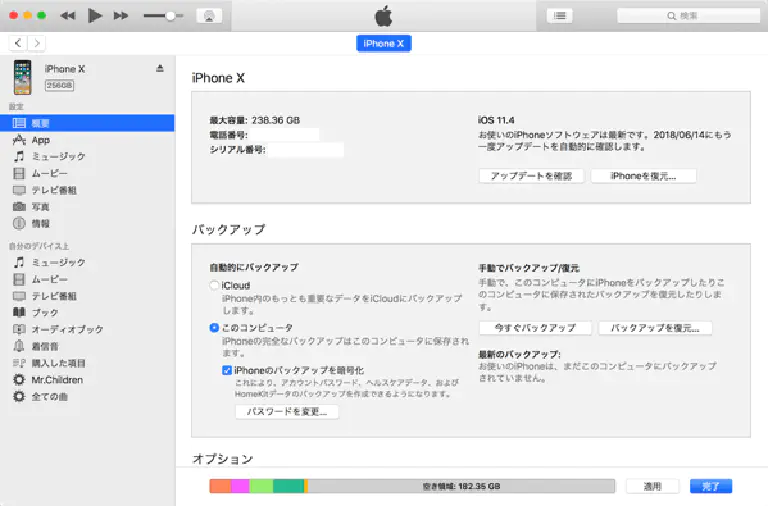 検索
iPhone X
iPhone X
256GB
設定
概要
App
ミュージック
ムービー
テレビ番組
写真
情報
自分のデバイス上
ミュージック
ムービー
テレビ番組
ブック
オーディオブック
着信音
購入した項目
Mr.Children
全ての曲
iPhone X
最大容量: 238.36 GB
電話番号:
シリアル番号:
iOS 11.4
お使いのiPhoneソフトウェアは最新です。2018/06/14にもう
一度アップデートを自動的に確認します。
アップデートを確認
iPhoneを復元...
バックアップ
自動的にバックアップ
iCloud
iPhone内のもっとも重要なデータをiCloudにバックアップ
します。
このコンピュータ
iPhoneの完全なバックアップはこのコンピュータに保存され
ます。
iPhoneのバックアップを暗号化
これにより、アカウントパスワード、ヘルスケアデータ、および
HomeKitデータのバックアップを作成できるようになります。
パスワードを変更...
手動でバックアップ/復元
手動で、このコンピュータにiPhoneをバックアップしたりこ
のコンピュータに保存されたバックアップを復元したりしま
す。
今すぐバックアップ
バックアップを復元...
最新のバックアップ:
お使いのiPhoneは、まだこのコンピュータにバックアップ
されていません。
オプション
空き領域: 182.35 GB
適用
完了